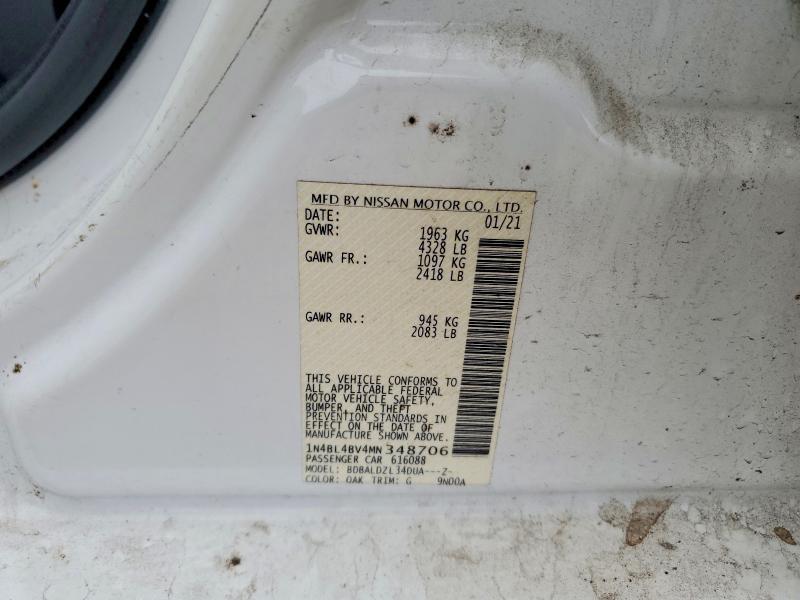 MFD BY NISSAN MOTOR CO., LTD.
DATE: 01/21
GVWR: 1963 KG
4328 LB
GAWR FR.: 1097 KG
2418 LB
GAWR RR.: 945 KG
2083 LB
THIS VEHICLE CONFORMS TO
ALL APPLICABLE FEDERAL
MOTOR VEHICLE SAFETY,
BUMPER, AND THEFT
PREVENTION STANDARDS IN
EFFECT ON THE DATE OF
MANUFACTURE SHOWN ABOVE.
1N4BL4BV4MN348706
PASSENGER CAR 616088
MODEL: BDBALDZL34DUA---Z-
COLOR: QAK TRIM: G 9ND0A